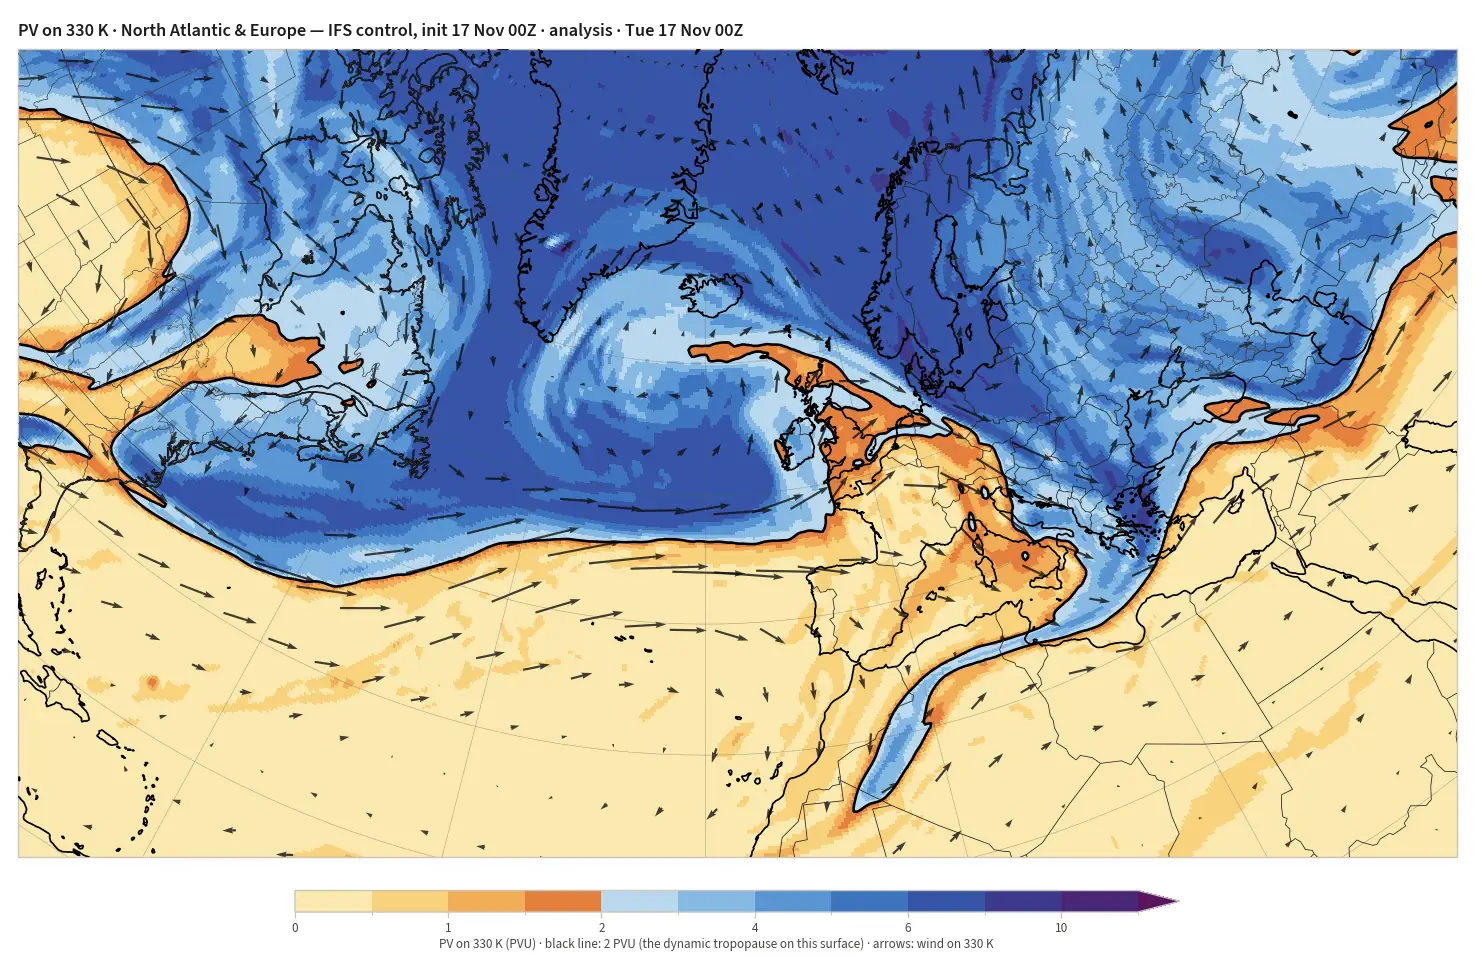 PV on 330 K · North Atlantic & Europe — IFS control, init 17 Nov 00Z · analysis · Tue 17 Nov 00Z
0 1 2 4 6 10
PV on 330 K (PVU) · black line: 2 PVU (the dynamic tropopause on this surface) · arrows: wind on 330 K